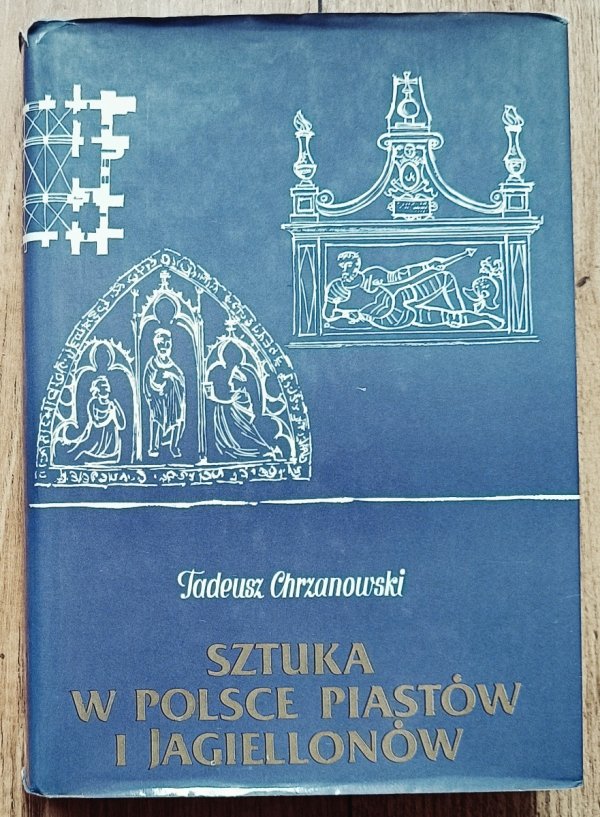 Tadeusz Chrzanowski
SZTUKA
W POLSCE PIASTÓW
I JAGIELLONÓW